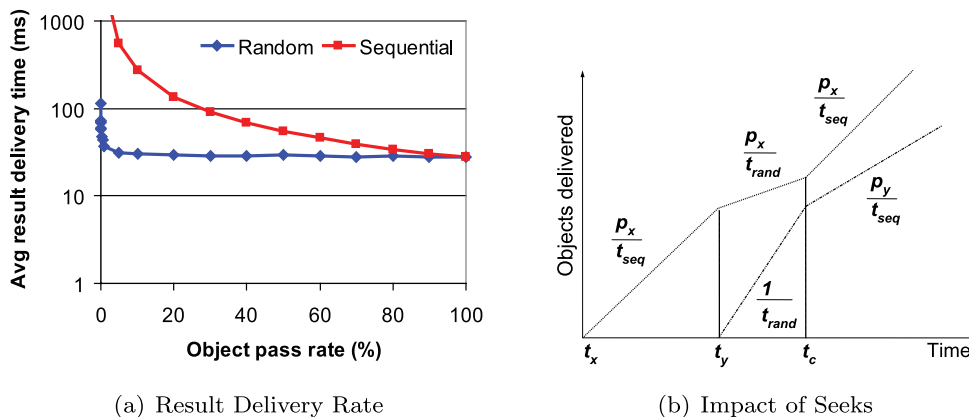 Avg result delivery time (ms)
1000
100
10
1
Random
Sequential
0
20
40
60
80
100
Object pass rate (%)
(a) Result Delivery Rate
Objects delivered
p_x
t_seq
p_x
t_rand
p_x
t_seq
1
t_rand
p_y
t_seq
t_x
t_y
t_c
Time
(b) Impact of Seeks